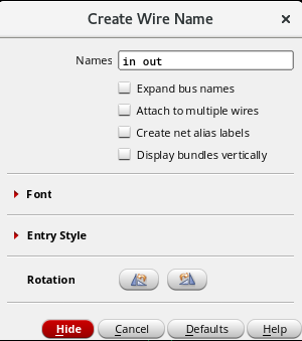 Create Wire Name
Names in out
Expand bus names
Attach to multiple wires
Create net alias labels
Display bundles vertically
Font
Entry Style
Rotation
Hide Cancel Defaults Help